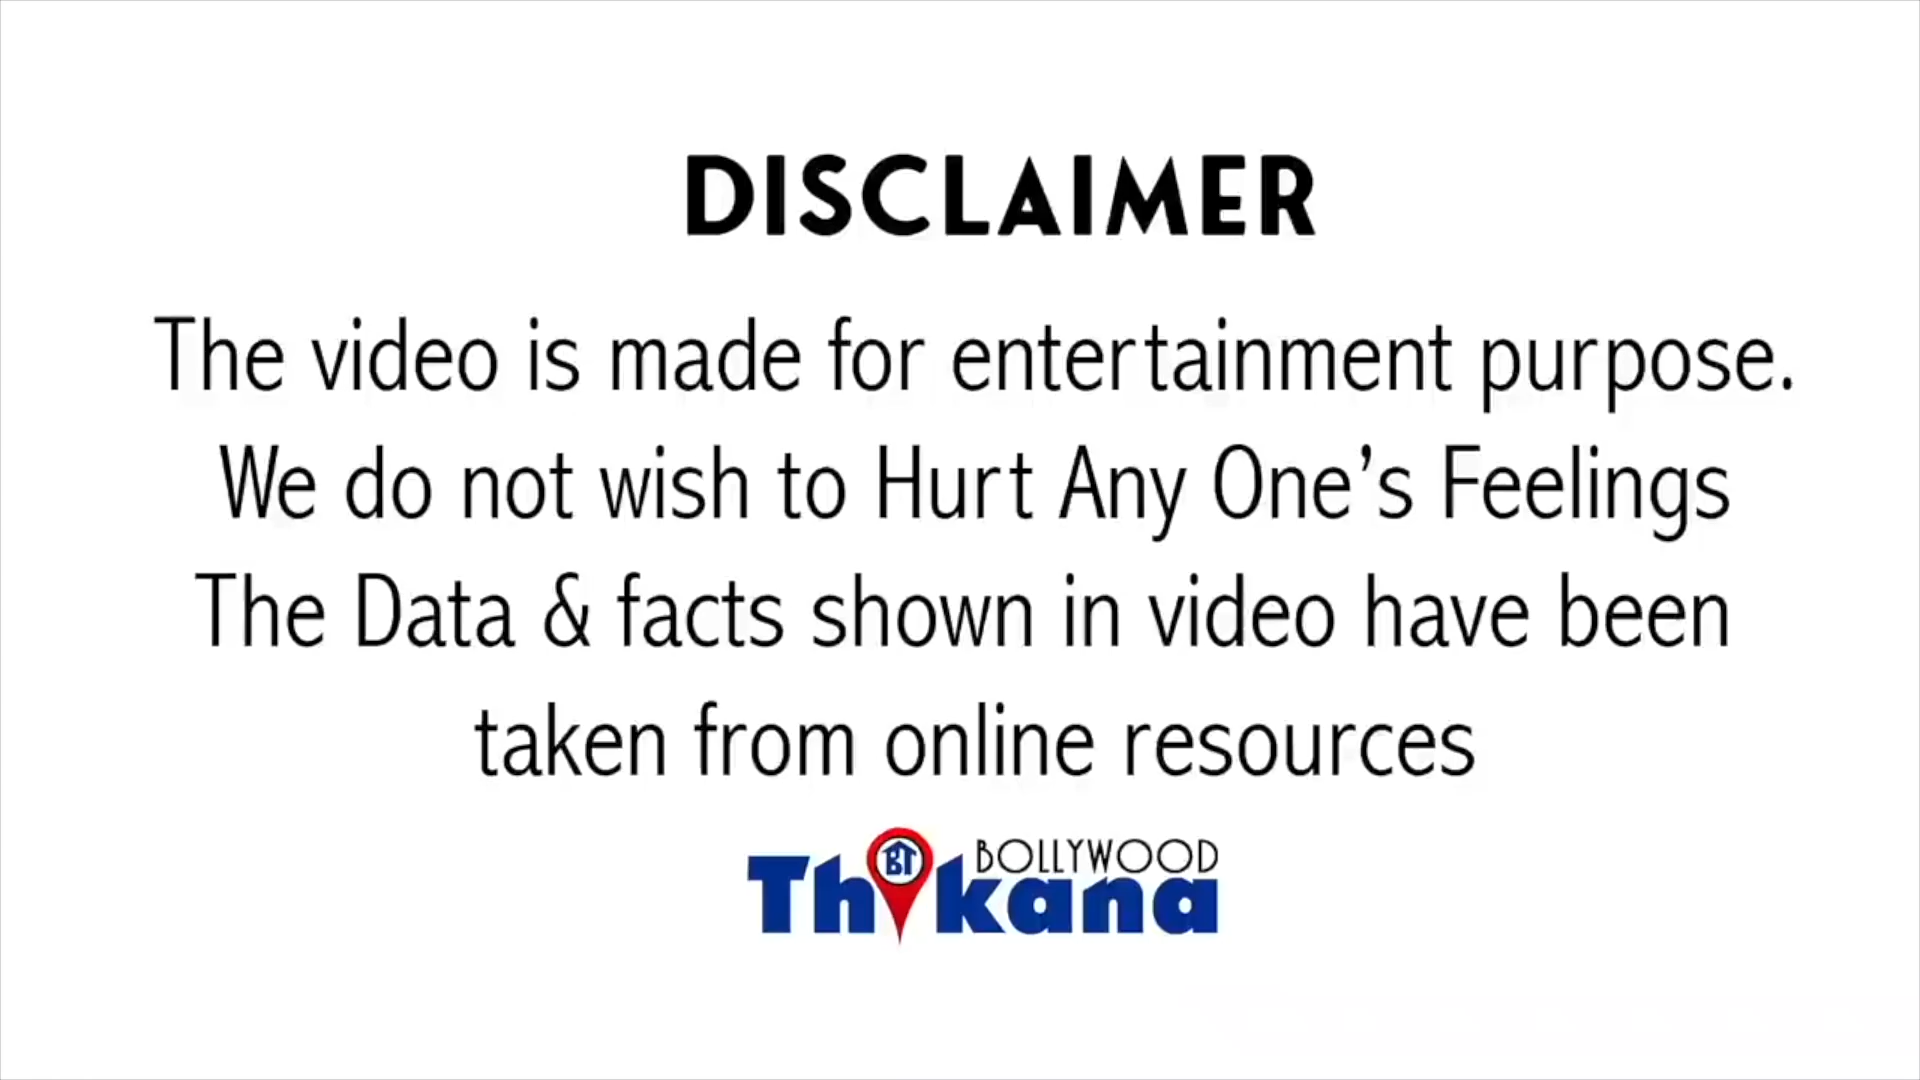 DISCLAIMER
The video is made for entertainment purpose.
We do not wish to Hurt Any One’s Feelings
The Data & facts shown in video have been
taken from online resources
BT BOLLYWOOD
Thikana